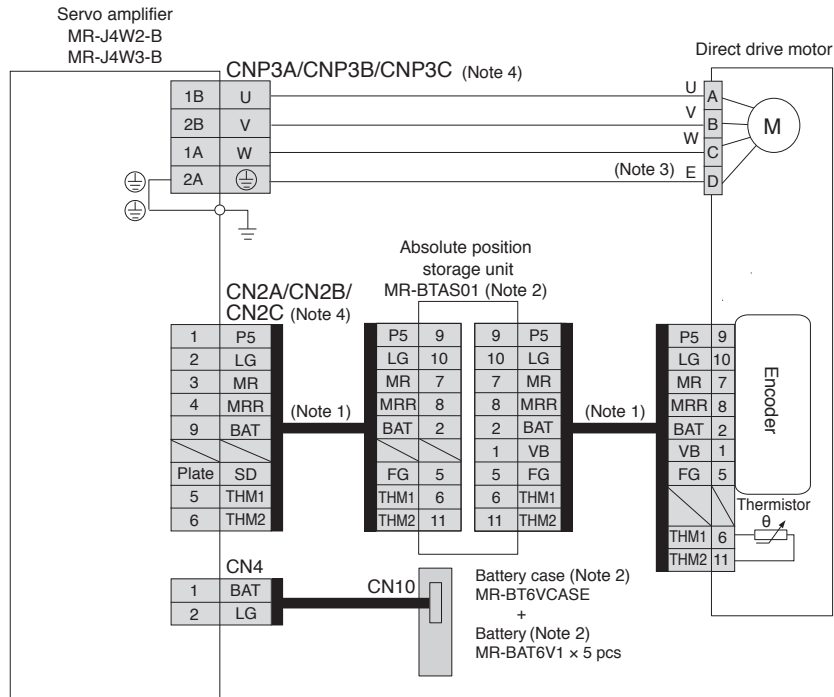 Servo amplifier
MR-J4W2-B
MR-J4W3-B
Direct drive motor
CNP3A/CNP3B/CNP3C (Note 4)
1B U
2B V
1A W
2A
U A
V B
W C
(Note 3) E D
M
Absolute position
storage unit
MR-BTAS01 (Note 2)
CN2A/CN2B/
CN2C (Note 4)
1 P5
2 LG
3 MR
4 MRR
9 BAT
Plate SD
5 THM1
6 THM2
(Note 1)
P5 9
LG 10
MR 7
MRR 8
BAT 2
FG 5
THM1 6
THM2 11
9 P5
10 LG
7 MR
8 MRR
2 BAT
1 VB
5 FG
6 THM1
11 THM2
(Note 1)
P5 9
LG 10
MR 7
MRR 8
BAT 2
VB 1
FG 5
THM1 6
THM2 11
Encoder
Thermistor
θ
CN4
1 BAT
2 LG
CN10
Battery case (Note 2)
MR-BT6VCASE
+
Battery (Note 2)
MR-BAT6V1 × 5 pcs